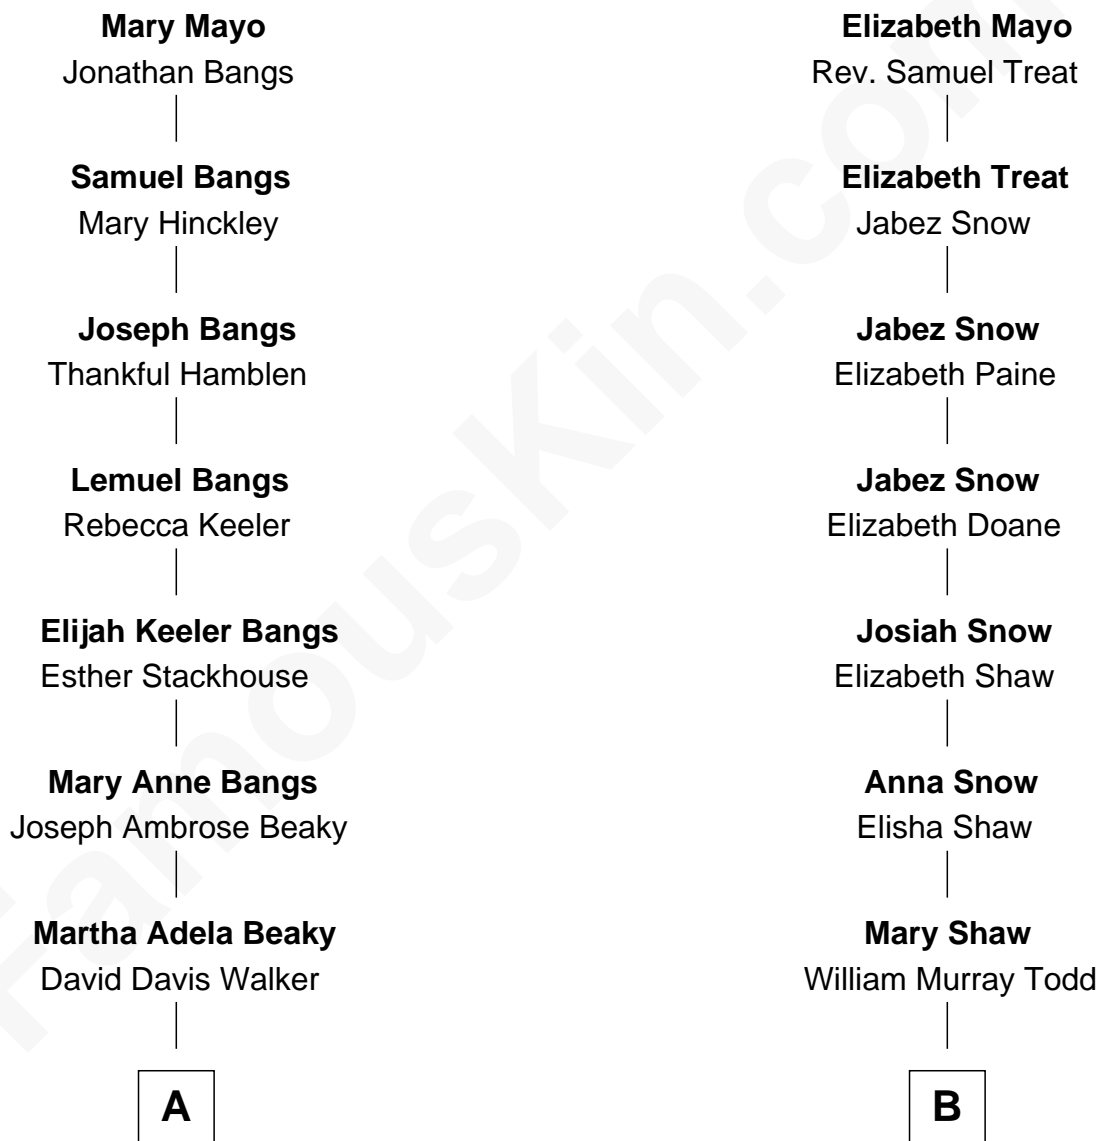 Mary Mayo
Jonathan Bangs
Samuel Bangs
Mary Hinckley
Joseph Bangs
Thankful Hamblen
Lemuel Bangs
Rebecca Keeler
Elijah Keeler Bangs
Esther Stackhouse
Mary Anne Bangs
Joseph Ambrose Beaky
Martha Adela Beaky
David Davis Walker
A
Elizabeth Mayo
Rev. Samuel Treat
Elizabeth Treat
Jabez Snow
Jabez Snow
Elizabeth Paine
Jabez Snow
Elizabeth Doane
Josiah Snow
Elizabeth Shaw
Anna Snow
Elisha Shaw
Mary Shaw
William Murray Todd
B
FamousKin.com